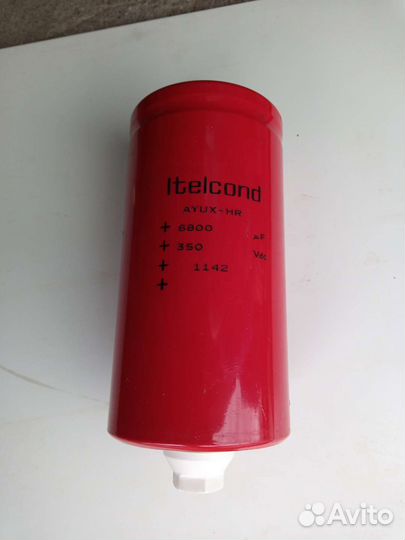 Itelcond
AYUX-HR
+ 6800 µF
+ 350 Vdc
+ 1142
+
Avito